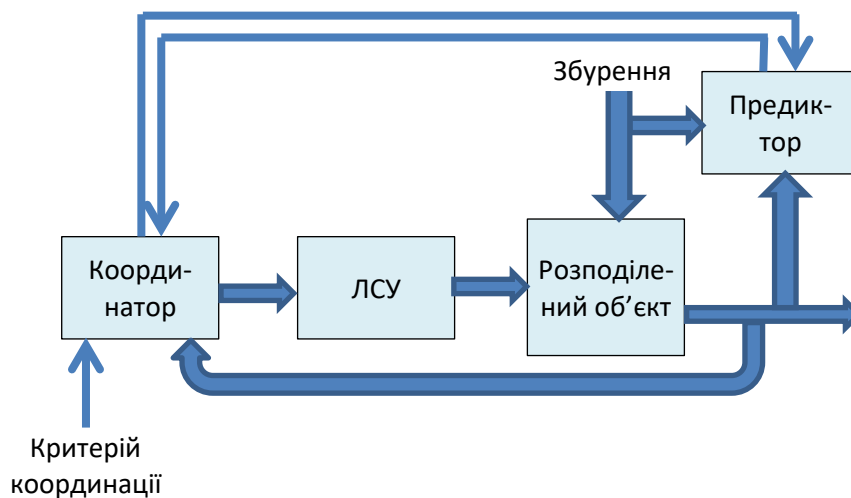 Збурення
Предик-
тор
Коорди-
натор
ЛСУ
Розподіле-
ний об’єкт
Критерій
координації